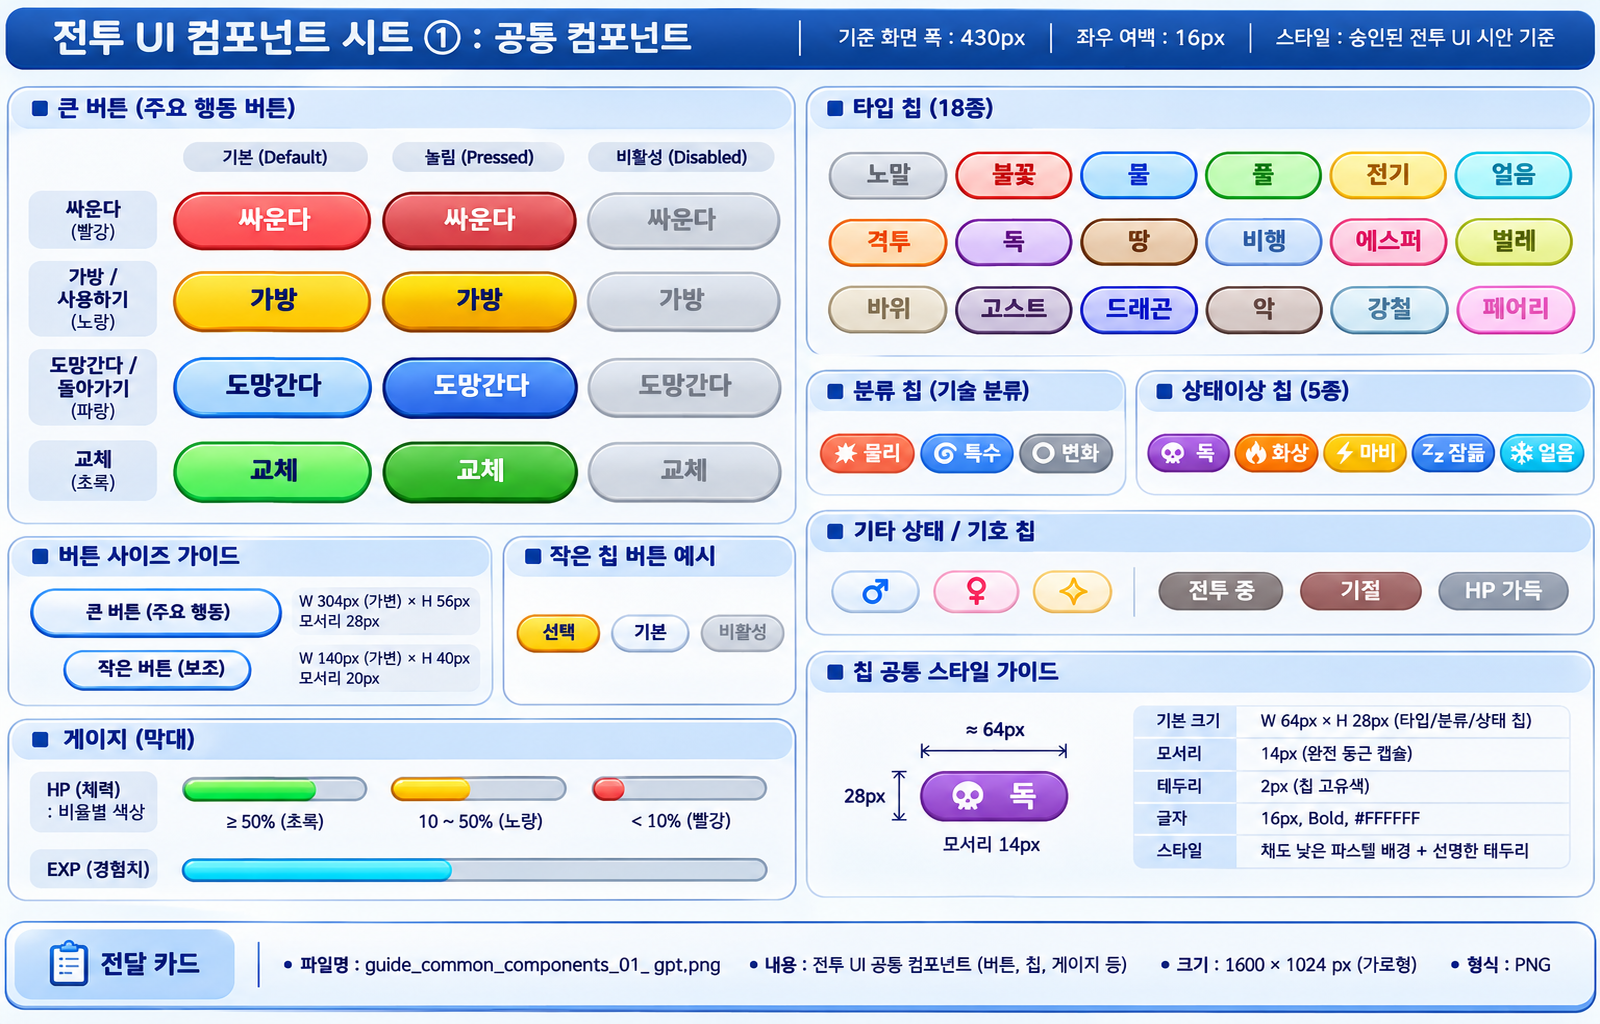 전투 UI 컴포넌트 시트 ① : 공통 컴포넌트
기준 화면 폭 : 430px
좌우 여백 : 16px
스타일 : 숭인된 전투 UI 시안 기준
큰 버튼 (주요 행동 버튼)
기본 (Default)
눌림 (Pressed)
비활성 (Disabled)
싸운다
(빨강)
싸운다
싸운다
싸운다
가방 /
사용하기
(노랑)
가방
가방
가방
도망간다 /
돌아가기
(파랑)
도망간다
도망간다
도망간다
교체
(초록)
교체
교체
교체
버튼 사이즈 가이드
큰 버튼 (주요 행동)
W 304px (가변) × H 56px
모서리 28px
작은 버튼 (보조)
W 140px (가변) × H 40px
모서리 20px
작은 칩 버튼 예시
선택
기본
비활성
게이지 (막대)
HP (체력)
: 비율별 색상
≥ 50% (초록)
10 ~ 50% (노랑)
< 10% (빨강)
EXP (경험치)
타입 칩 (18종)
노말
불꽃
물
풀
전기
얼음
격투
독
땅
비행
에스퍼
벌레
바위
고스트
드래곤
악
강철
페어리
분류 칩 (기술 분류)
물리
특수
변화
상태이상 칩 (5종)
독
화상
마비
Zz 잠듦
얼음
기타 상태 / 기호 칩
♂
♀
전투 중
기절
HP 가득
칩 공통 스타일 가이드
≈ 64px
28px
독
모서리 14px
기본 크기
W 64px × H 28px (타입/분류/상태 칩)
모서리
14px (완전 둥근 캡슐)
테두리
2px (칩 고유색)
글자
16px, Bold, #FFFFFF
스타일
채도 낮은 파스텔 배경 + 선명한 테두리
전달 카드
• 파일명 : guide_common_components_01_ gpt.png
• 내용 : 전투 UI 공통 컴포넌트 (버튼, 칩, 게이지 등)
• 크기 : 1600 × 1024 px (가로형)
• 형식 : PNG